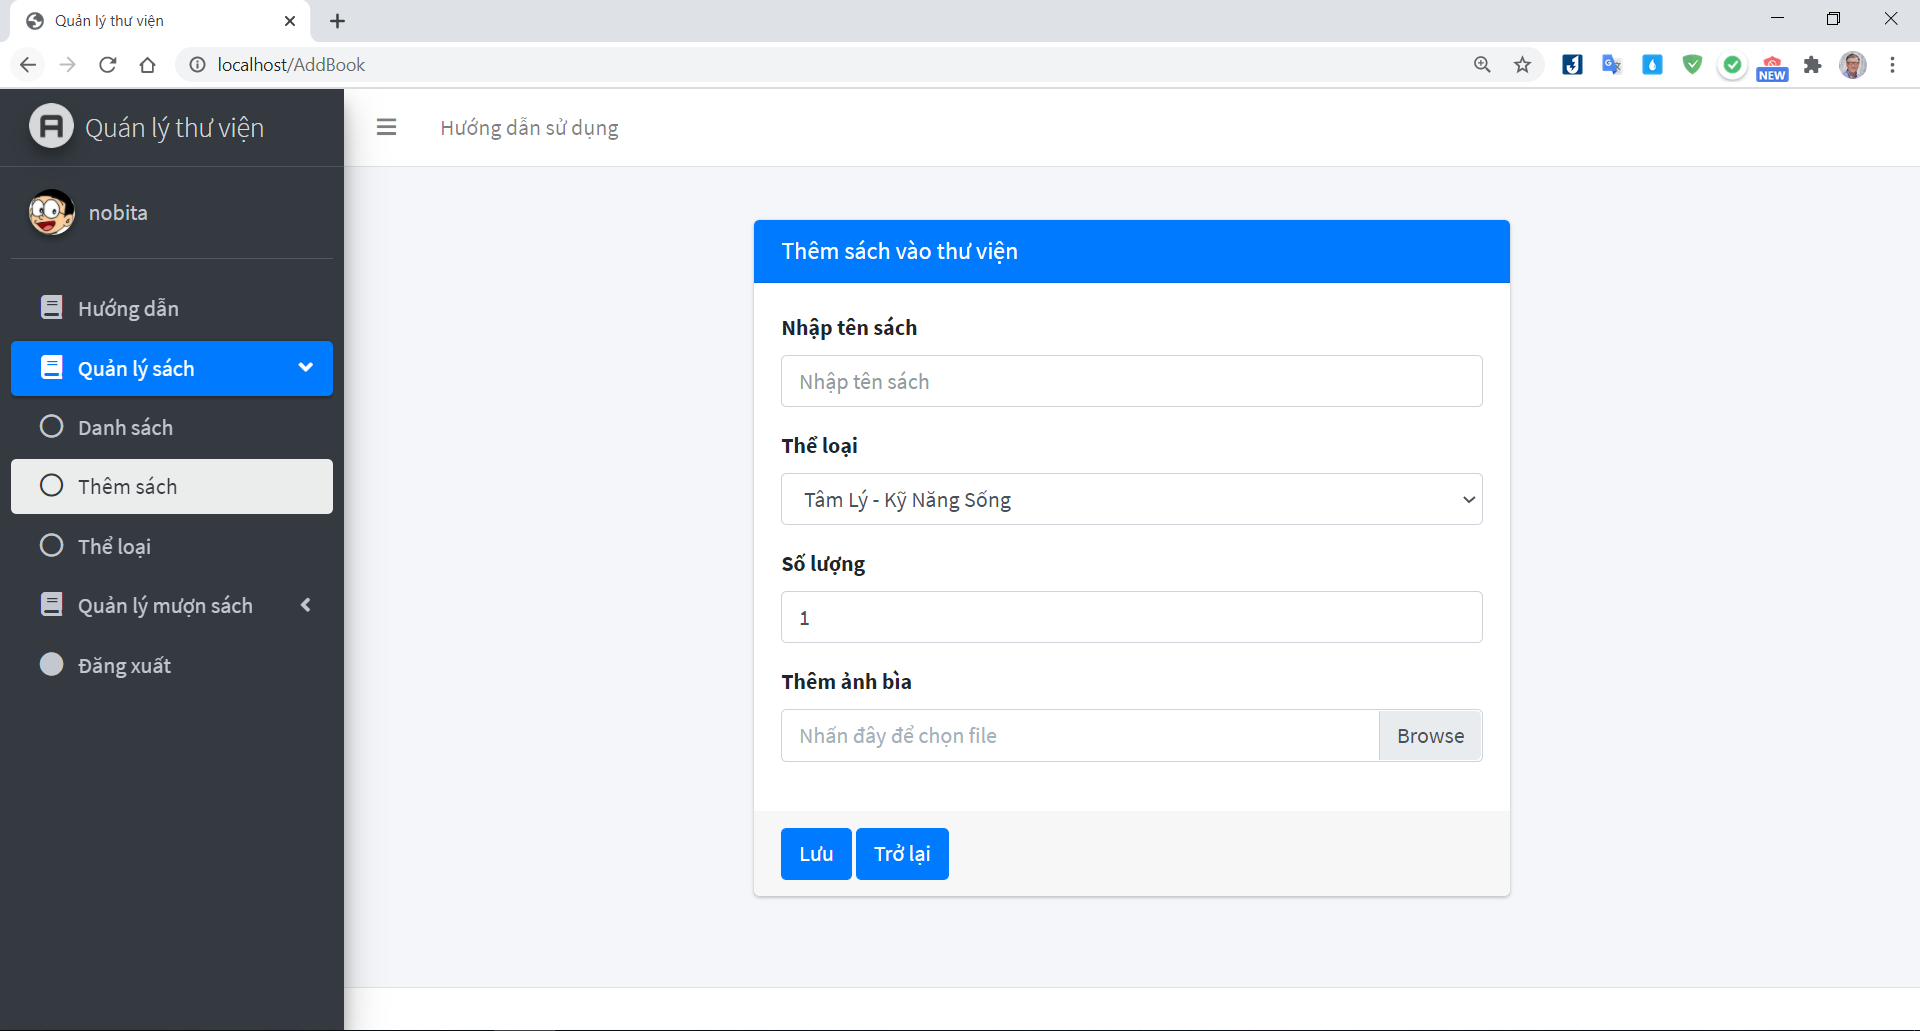 Quản lý thư viện
localhost/AddBook
NEW
Quán lý thư viện
Hướng dẫn sử dụng
nobita
Hướng dẫn
Quản lý sách
Danh sách
Thêm sách
Thể loại
Quản lý mượn sách
Đăng xuất
Thêm sách vào thư viện
Nhập tên sách
Nhập tên sách
Thể loại
Tâm Lý - Kỹ Năng Sống
Số lượng
1
Thêm ảnh bìa
Nhấn đây để chọn file
Browse
Lưu
Trở lại